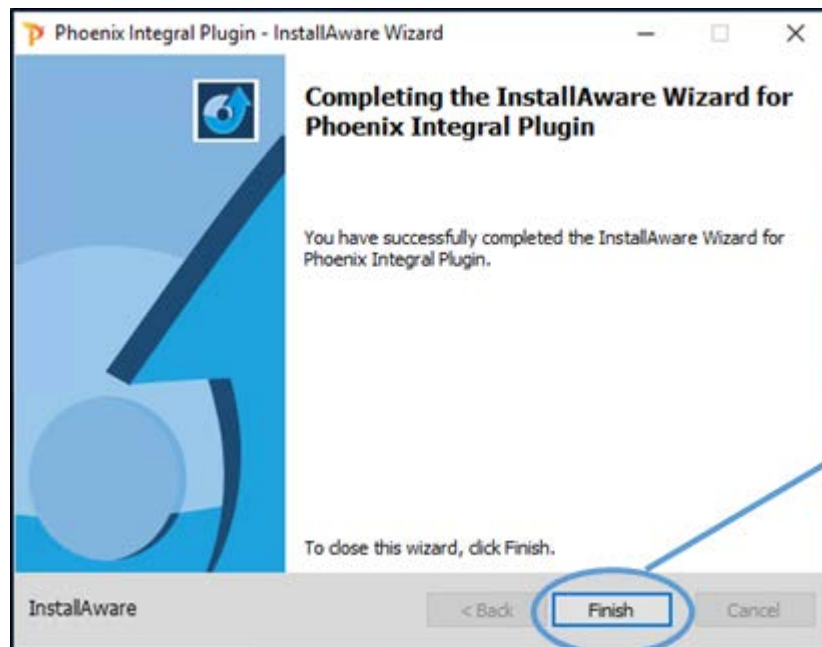 Phoenix Integral Plugin - InstallAware Wizard
Completing the InstallAware Wizard for
Phoenix Integral Plugin
You have successfully completed the InstallAware Wizard for
Phoenix Integral Plugin.
To close this wizard, click Finish.
InstallAware
< Back Finish Cancel